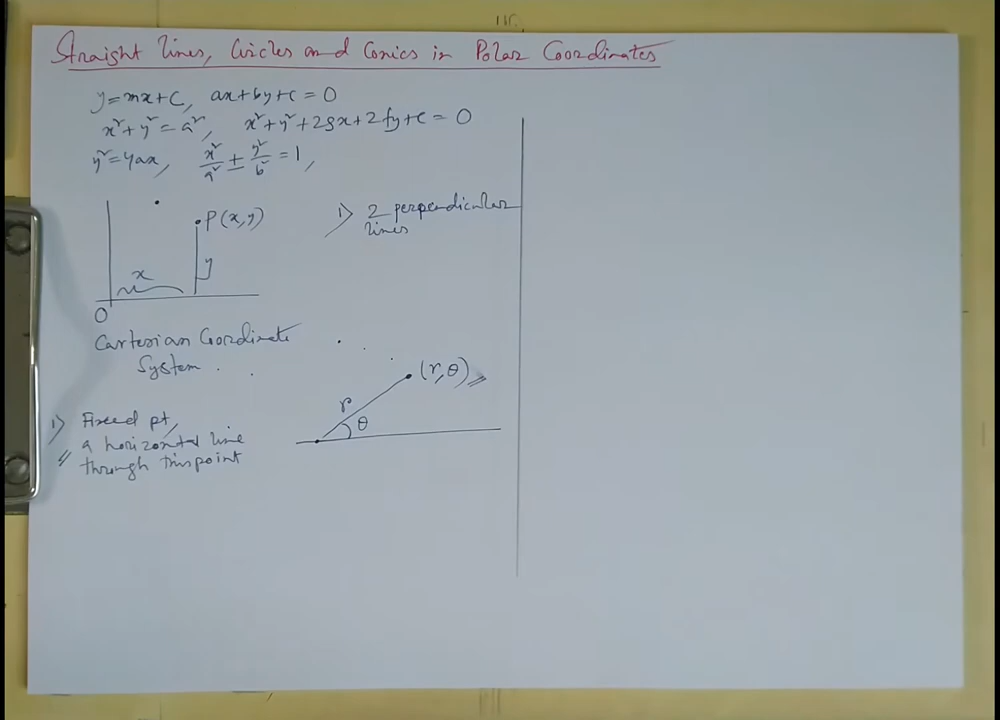 Straight lines, Circles and Conics in Polar Coordinates
y=mx+c, ax+by+c=0
x²+y²=a², x²+y²+2gx+2fy+c=0
y²=4ax, x²/a² ± y²/b² =1,
P(x,y)
1) 2 perpendicular
lines
x
y
O
Cartesian Coordinate
System
(r,θ)
r
θ
1) Fixed pt,
a horizontal line
through this point